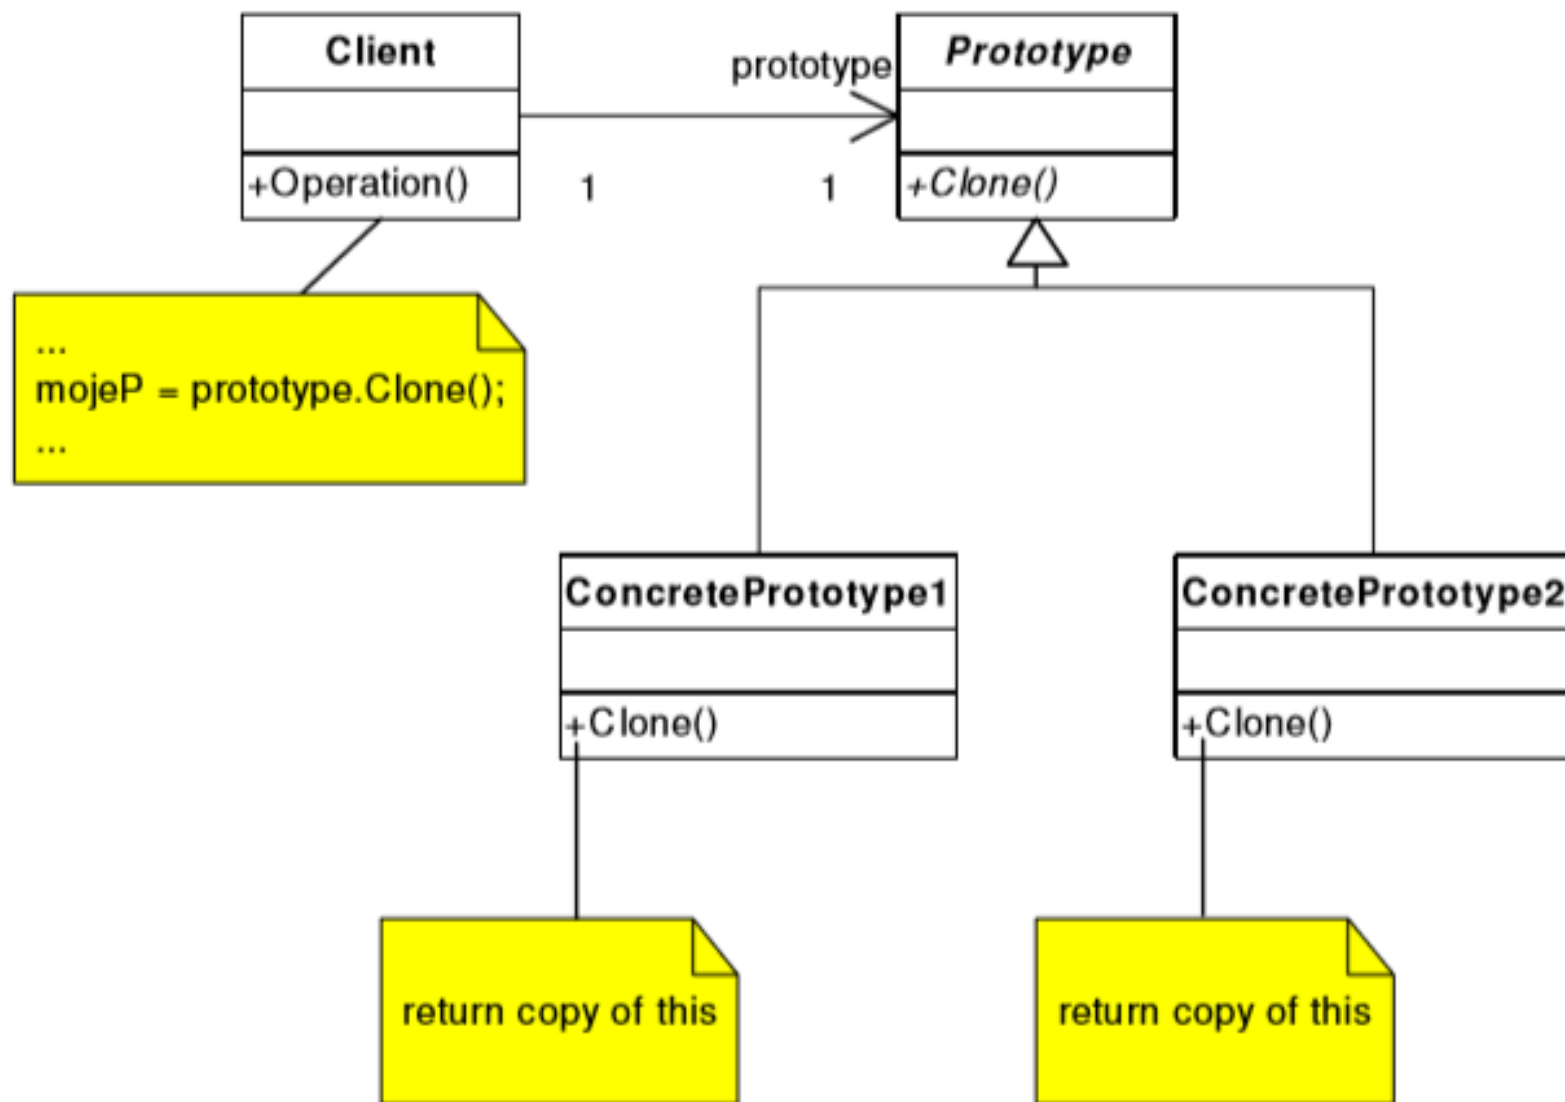 Client
prototype
Prototype
+Operation()
1
1
+Clone()
...
mojeP = prototype.Clone();
...
ConcretePrototype1
ConcretePrototype2
+Clone()
+Clone()
return copy of this
return copy of this